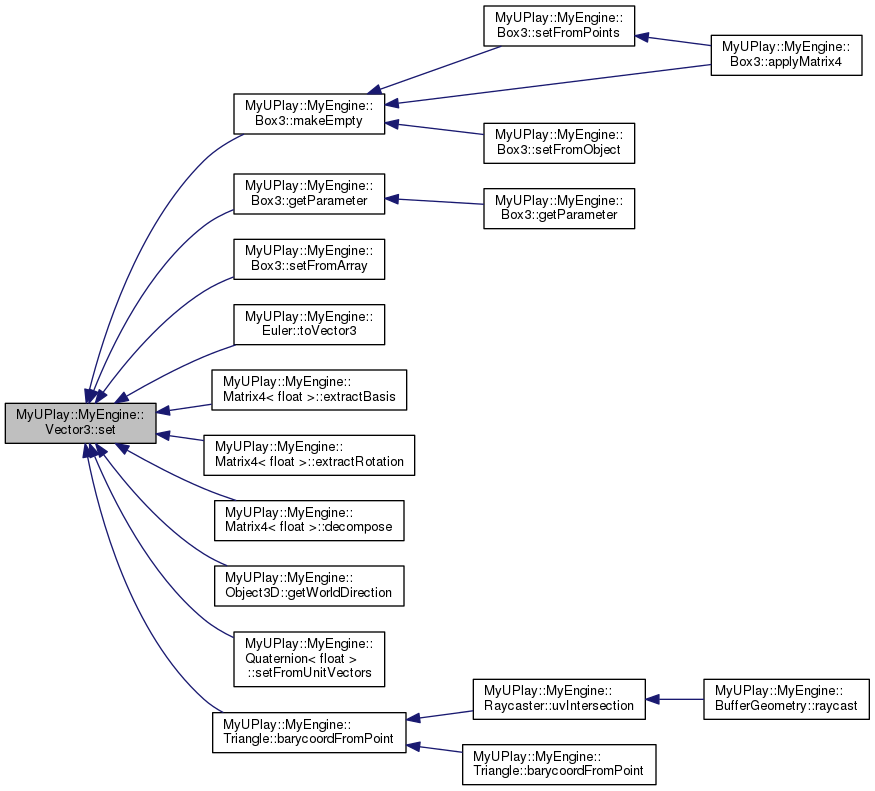 MyUPlay::MyEngine::
Box3::setFromPoints
MyUPlay::MyEngine::
Box3::applyMatrix4
MyUPlay::MyEngine::
Box3::makeEmpty
MyUPlay::MyEngine::
Box3::setFromObject
MyUPlay::MyEngine::
Box3::getParameter
MyUPlay::MyEngine::
Box3::getParameter
MyUPlay::MyEngine::
Box3::setFromArray
MyUPlay::MyEngine::
Euler::toVector3
MyUPlay::MyEngine::
Matrix4< float >::extractBasis
MyUPlay::MyEngine::
Vector3::set
MyUPlay::MyEngine::
Matrix4< float >::extractRotation
MyUPlay::MyEngine::
Matrix4< float >::decompose
MyUPlay::MyEngine::
Object3D::getWorldDirection
MyUPlay::MyEngine::
Quaternion< float >
::setFromUnitVectors
MyUPlay::MyEngine::
Raycaster::uvIntersection
MyUPlay::MyEngine::
BufferGeometry::raycast
MyUPlay::MyEngine::
Triangle::barycoordFromPoint
MyUPlay::MyEngine::
Triangle::barycoordFromPoint